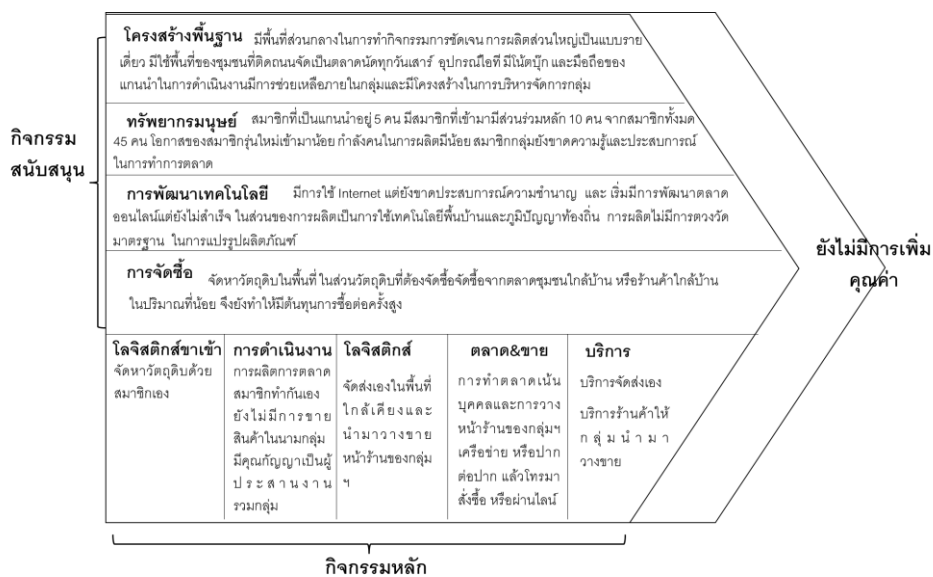 โครงสร้างพื้นฐาน มีพื้นที่ส่วนกลางในการทำกิจกรรมการชัดเจน การผลิตส่วนใหญ่เป็นแบบราย
เดี่ยว มีใช้พื้นที่ของชุมชนที่ติดถนนจัดเป็นตลาดนัดทุกวันเสาร์ อุปกรณ์ไอที มีโน้ตบุ๊ก และมือถือของ
แกนนำในการดำเนินงานมีการช่วยเหลือภายในกลุ่มและมีโครงสร้างในการบริหารจัดการกลุ่ม
กิจกรรม
สนับสนุน
ทรัพยากรมนุษย์ สมาชิกที่เป็นแกนนำอยู่ 5 คน มีสมาชิกที่เข้ามามีส่วนร่วมหลัก 10 คน จากสมาชิกทั้งมด
45 คน โอกาสของสมาชิกรุ่นใหม่เข้ามาน้อย กำลังคนในการผลิตมีน้อย สมาชิกกลุ่มยังขาดความรู้และประสบการณ์
ในการทำการตลาด
การพัฒนาเทคโนโลยี มีการใช้ Internet แต่ยังขาดประสบการณ์ความชำนาญ และ เริ่มมีการพัฒนาตลาด
ออนไลน์แต่ยังไม่สำเร็จ ในส่วนของการผลิตเป็นการใช้เทคโนโลยีพื้นบ้านและภูมิปัญญาท้องถิ่น การผลิตไม่มีการตวงวัด
มาตรฐาน ในการแปรรูปผลิตภัณฑ์
การจัดซื้อ จัดหาวัตถุดิบในพื้นที่ ในส่วนวัตถุดิบที่ต้องจัดซื้อจัดซื้อจากตลาดชุมชนใกล้บ้าน หรือร้านค้าใกล้บ้าน
ในปริมาณที่น้อย จึงยังทำให้มีต้นทุนการซื้อต่อครั้งสูง
ยังไม่มีการเพิ่ม
คุณค่า
โลจิสติกส์ขาเข้า
จัดหาวัตถุดิบด้วย
สมาชิกเอง
การดำเนินงาน
การผลิตการตลาด
สมาชิกทำกันเอง
ยังไม่มีการขาย
สินค้าในนามกลุ่ม
มีคุณกัญญาเป็นผู้
ประสานงาน
รวมกลุ่ม
โลจิสติกส์
จัดส่งเองในพื้นที่
ใกล้เคียงและ
นำมาวางขาย
หน้าร้านของกลุ่ม
ฯ
ตลาด&ขาย
การทำตลาดเน้น
บุคคลและการวาง
หน้าร้านของกลุ่มฯ
เครือข่าย หรือปาก
ต่อปาก แล้วโทรมา
สั่งซื้อ หรือผ่านไลน์
บริการ
บริการจัดส่งเอง
บริการร้านค้าให้
กลุ่มนำมา
วางขาย
กิจกรรมหลัก